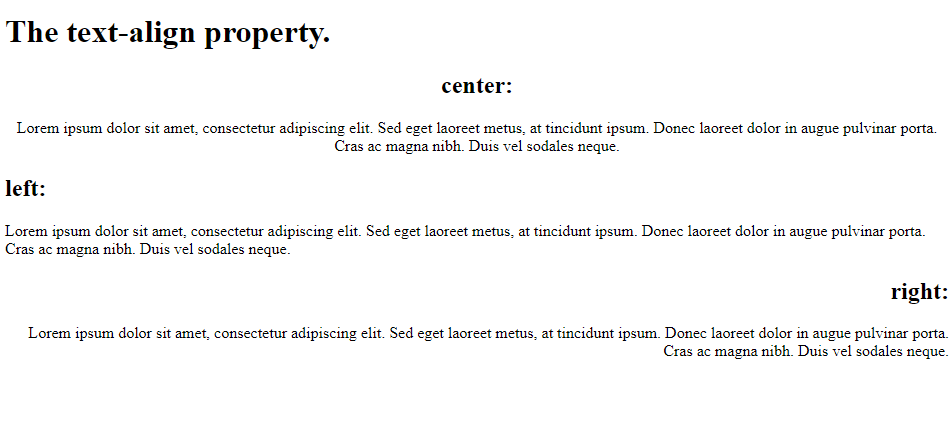 The text-align property.
center:
Lorem ipsum dolor sit amet, consectetur adipiscing elit. Sed eget laoreet metus, at tincidunt ipsum. Donec laoreet dolor in augue pulvinar porta.
Cras ac magna nibh. Duis vel sodales neque.
left:
Lorem ipsum dolor sit amet, consectetur adipiscing elit. Sed eget laoreet metus, at tincidunt ipsum. Donec laoreet dolor in augue pulvinar porta.
Cras ac magna nibh. Duis vel sodales neque.
right:
Lorem ipsum dolor sit amet, consectetur adipiscing elit. Sed eget laoreet metus, at tincidunt ipsum. Donec laoreet dolor in augue pulvinar porta.
Cras ac magna nibh. Duis vel sodales neque.